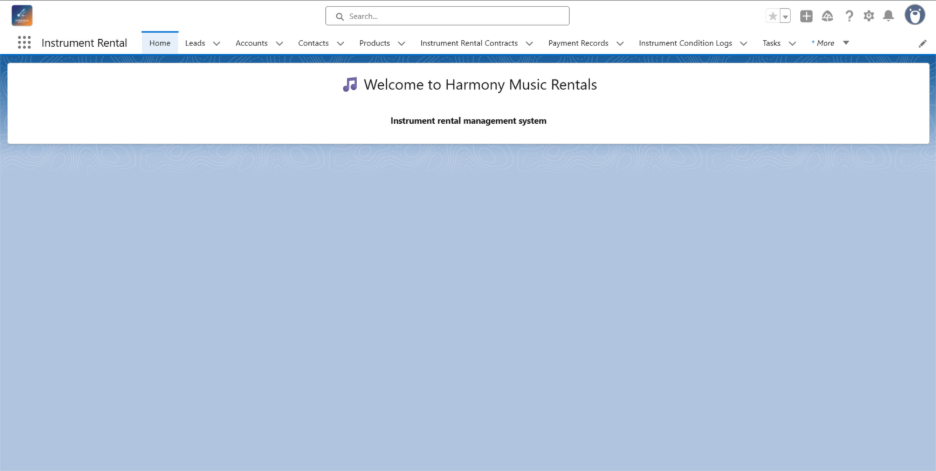 Search...
Instrument Rental
Home
Leads
Accounts
Contacts
Products
Instrument Rental Contracts
Payment Records
Instrument Condition Logs
Tasks
* More
Welcome to Harmony Music Rentals
Instrument rental management system